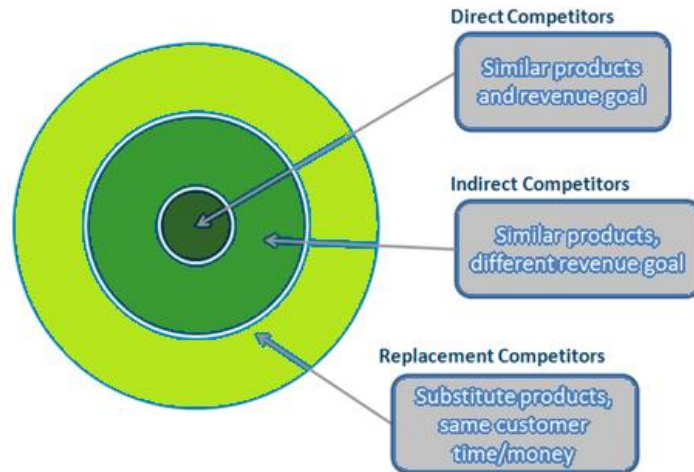 Direct Competitors
Similar products
and revenue goal
Indirect Competitors
Similar products,
different revenue goal
Replacement Competitors
Substitute products,
same customer
time/money